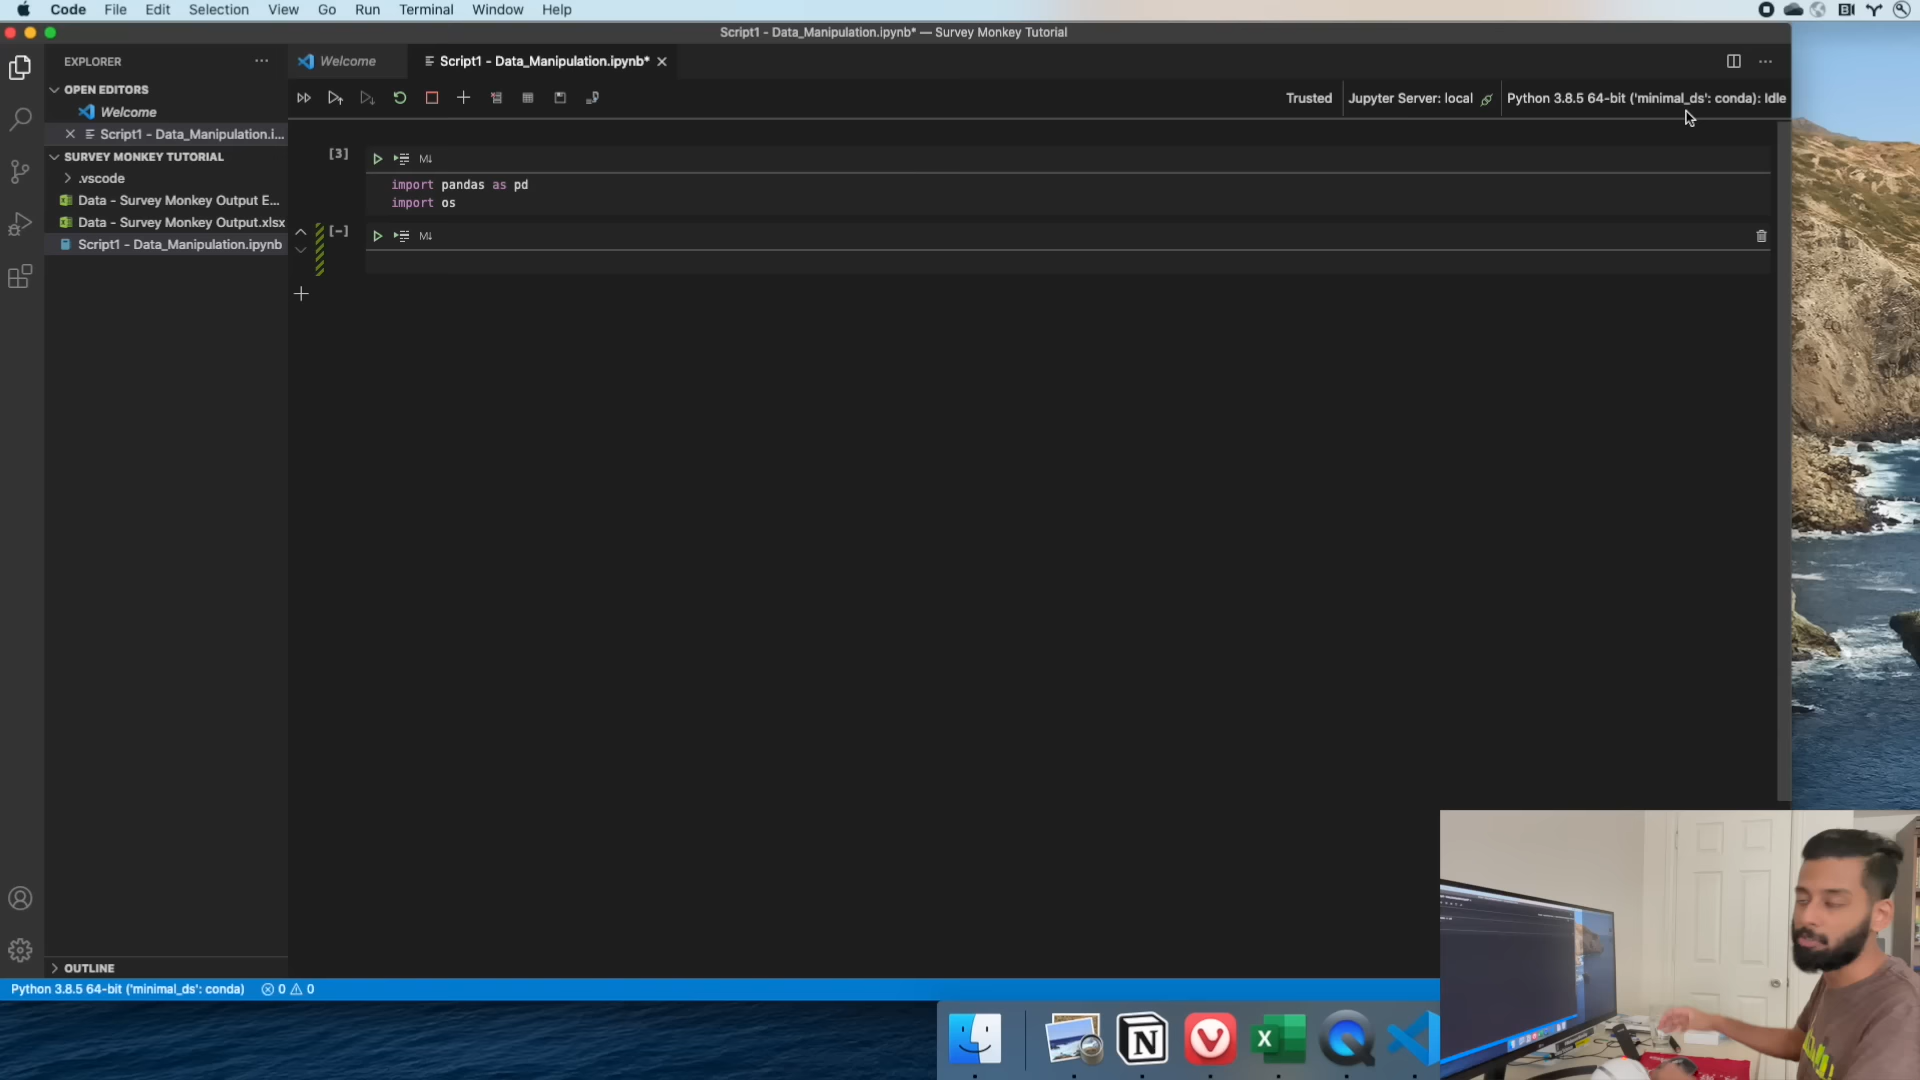 Code File Edit Selection View Go Run Terminal Window Help
Script1 - Data_Manipulation.ipynb* — Survey Monkey Tutorial
EXPLORER
Welcome
Script1 - Data_Manipulation.ipynb*
OPEN EDITORS
Welcome
Script1 - Data_Manipulation.i...
SURVEY MONKEY TUTORIAL
.vscode
Data - Survey Monkey Output E...
Data - Survey Monkey Output.xlsx
Script1 - Data_Manipulation.ipynb
Trusted Jupyter Server: local Python 3.8.5 64-bit ('minimal_ds': conda): Idle
[3]
M↓
import pandas as pd
import os
[-]
M↓
OUTLINE
Python 3.8.5 64-bit ('minimal_ds': conda) 0 0